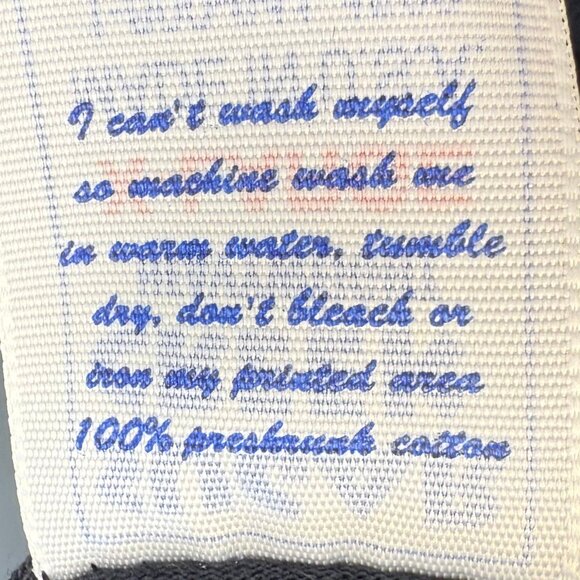 I can't wash myself
so machine wash me
in warm water, tumble
dry, don't bleach or
iron my printed area
100% preshrunk cotton